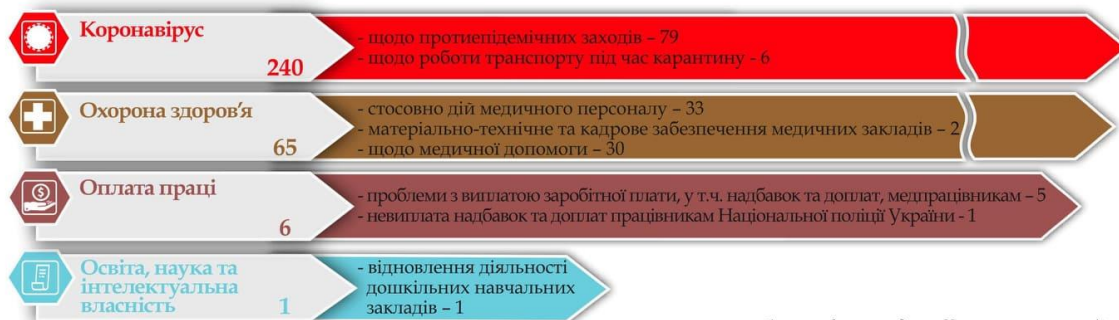 Коронавірус
240
- щодо протиепідемічних заходів – 79
- щодо роботи транспорту під час карантину - 6
Охорона здоров’я
65
- стосовно дій медичного персоналу – 33
- матеріально-технічне та кадрове забезпечення медичних закладів – 2
- щодо медичної допомоги – 30
Оплата праці
6
- проблеми з виплатою заробітної плати, у т.ч. надбавок та доплат, медпрацівникам – 5
- невиплата надбавок та доплат працівникам Національної поліції України - 1
Освіта, наука та
інтелектуальна
власність
1
- відновлення діяльності
дошкільних навчальних
закладів – 1